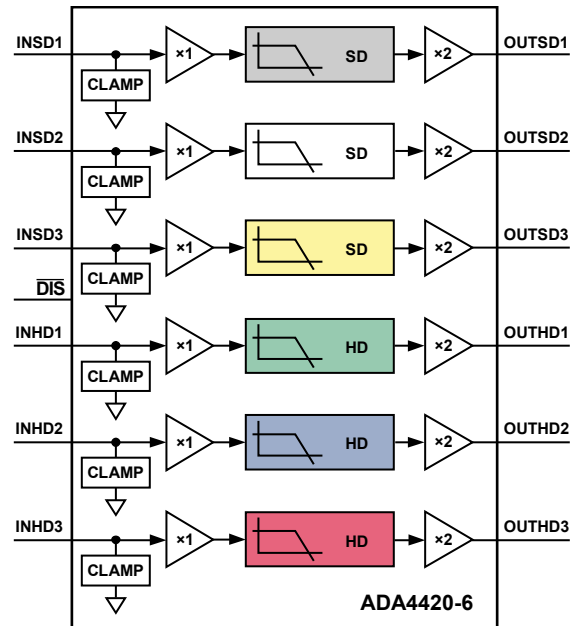 INSD1 ×1 SD ×2 OUTSD1
CLAMP
INSD2 ×1 SD ×2 OUTSD2
CLAMP
INSD3 ×1 SD ×2 OUTSD3
CLAMP
DIS
INHD1 ×1 HD ×2 OUTHD1
CLAMP
INHD2 ×1 HD ×2 OUTHD2
CLAMP
INHD3 ×1 HD ×2 OUTHD3
CLAMP
ADA4420-6